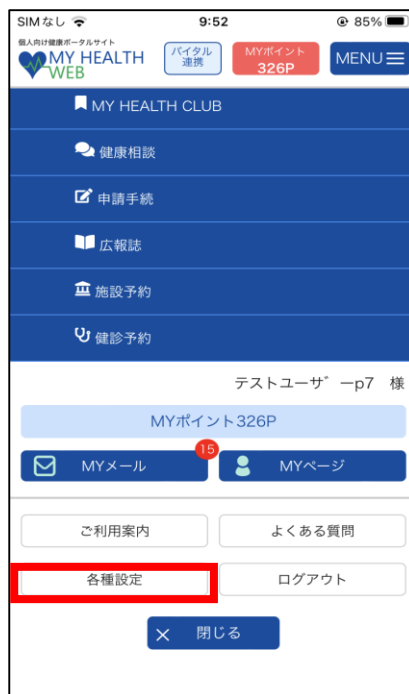 SIMなし 9:52 85%
個人向け健康ポータルサイト
MY HEALTH WEB
バイタル連携
MYポイント
326P
MENU
MY HEALTH CLUB
健康相談
申請手続
広報誌
施設予約
健診予約
テストユーザーp7 様
MYポイント326P
MYメール 15 MYページ
ご利用案内 よくある質問
各種設定 ログアウト
× 閉じる